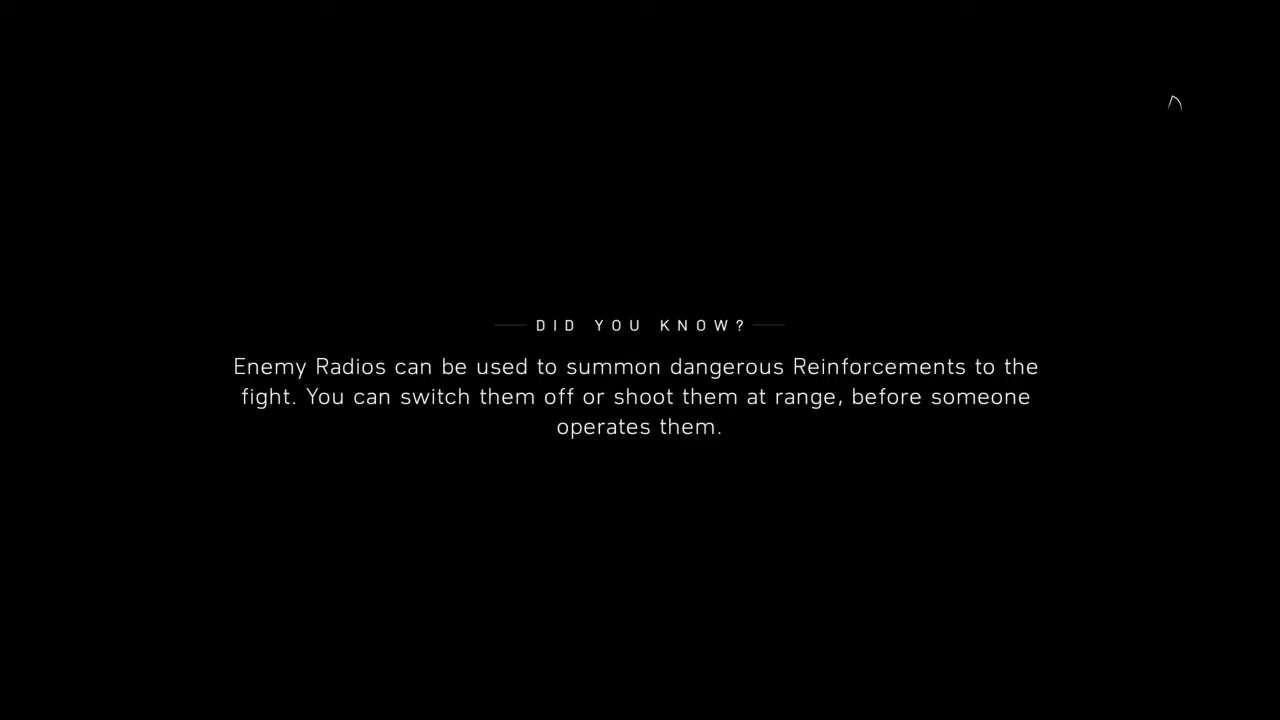 DID YOU KNOW?
Enemy Radios can be used to summon dangerous Reinforcements to the
fight. You can switch them off or shoot them at range, before someone
operates them.